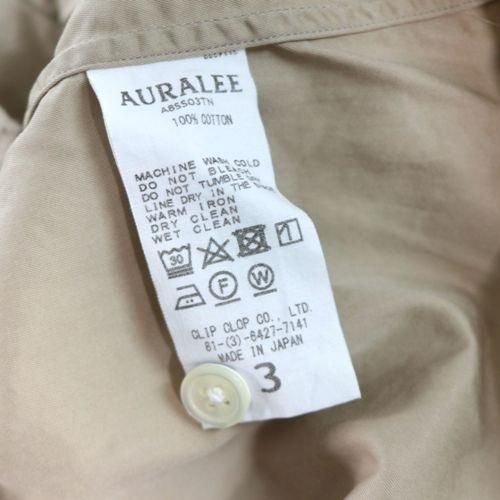 AURALEE
A8SS03TN
100% COTTON
MACHINE WASH COLD
DO NOT BLEACH
DO NOT TUMBLE DRY
LINE DRY IN THE SHADE
WARM IRON
DRY CLEAN
WET CLEAN
30
F
W
CLIP CLOP CO., LTD.
81-(3)-6427-7141
MADE IN JAPAN
3